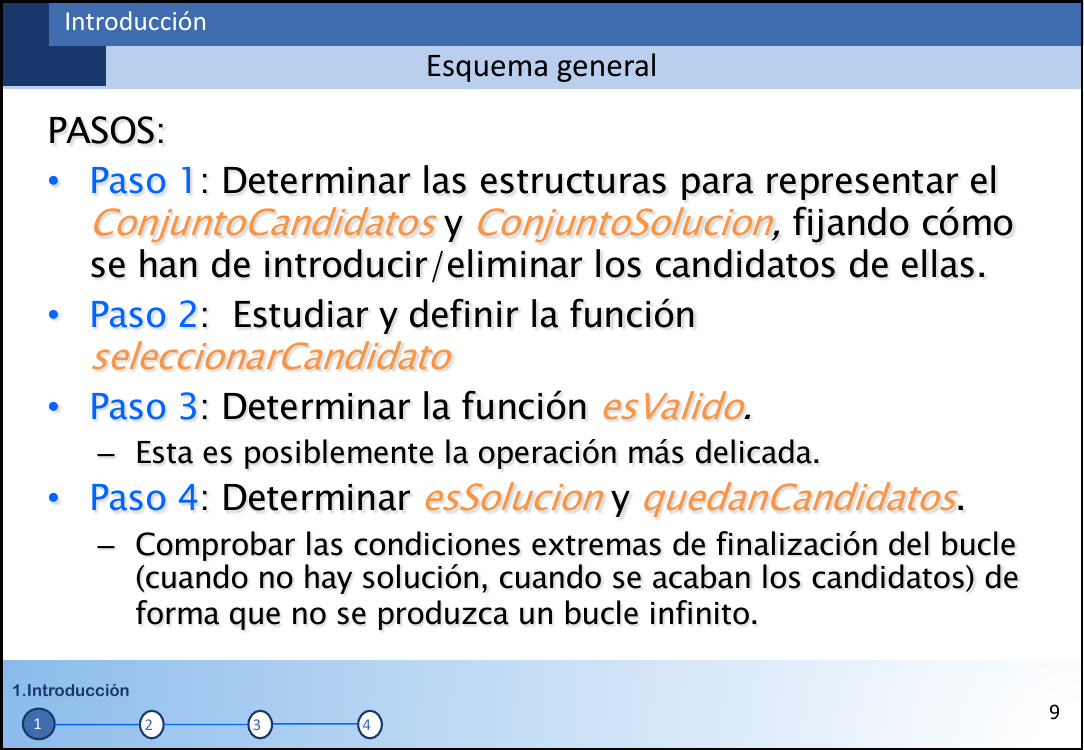 Introducción
Esquema general
PASOS:
• Paso 1: Determinar las estructuras para representar el
ConjuntoCandidatos y ConjuntoSolucion, fijando cómo
se han de introducir/eliminar los candidatos de ellas.
• Paso 2: Estudiar y definir la función
seleccionarCandidato
• Paso 3: Determinar la función esValido.
– Esta es posiblemente la operación más delicada.
• Paso 4: Determinar esSolucion y quedanCandidatos.
– Comprobar las condiciones extremas de finalización del bucle
(cuando no hay solución, cuando se acaban los candidatos) de
forma que no se produzca un bucle infinito.
1.Introducción
1 2 3 4
9